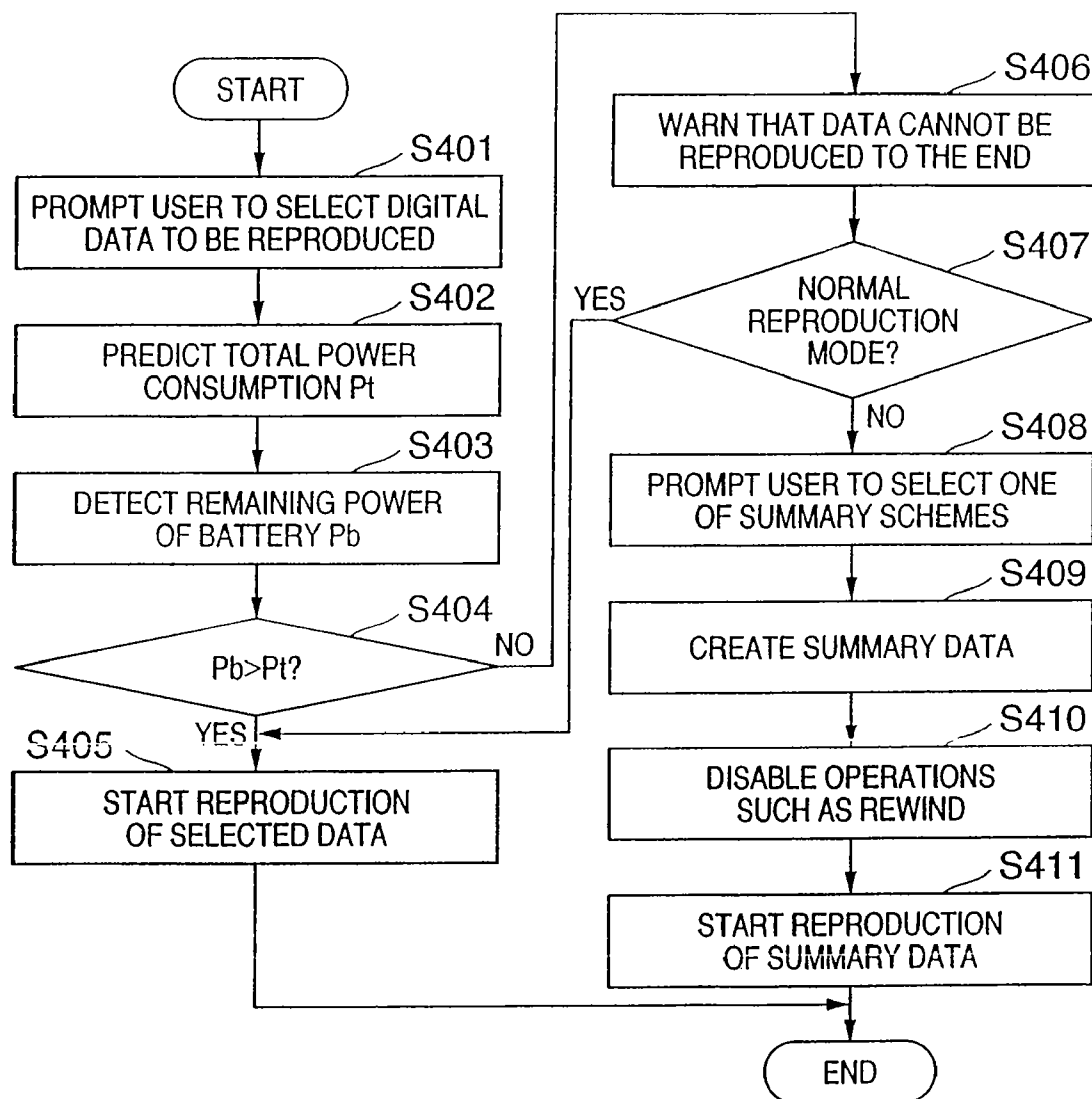 START
S401
PROMPT USER TO SELECT DIGITAL
DATA TO BE REPRODUCED
S402
PREDICT TOTAL POWER
CONSUMPTION Pt
S403
DETECT REMAINING POWER
OF BATTERY Pb
S404
Pb>Pt?
NO
YES
S405
START REPRODUCTION
OF SELECTED DATA
S406
WARN THAT DATA CANNOT BE
REPRODUCED TO THE END
S407
NORMAL
REPRODUCTION
MODE?
YES
NO
S408
PROMPT USER TO SELECT ONE
OF SUMMARY SCHEMES
S409
CREATE SUMMARY DATA
S410
DISABLE OPERATIONS
SUCH AS REWIND
S411
START REPRODUCTION
OF SUMMARY DATA
END